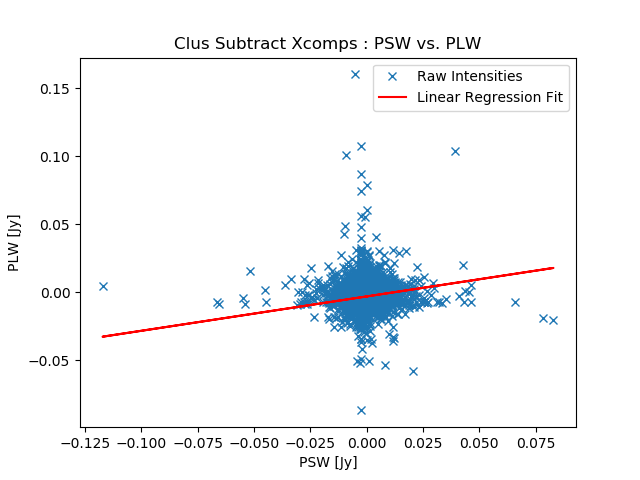 Clus Subtract Xcomps : PSW vs. PLW
Raw Intensities
Linear Regression Fit
PLW [Jy]
0.15
0.10
0.05
0.00
−0.05
−0.125 −0.100 −0.075 −0.050 −0.025 0.000 0.025 0.050 0.075
PSW [Jy]